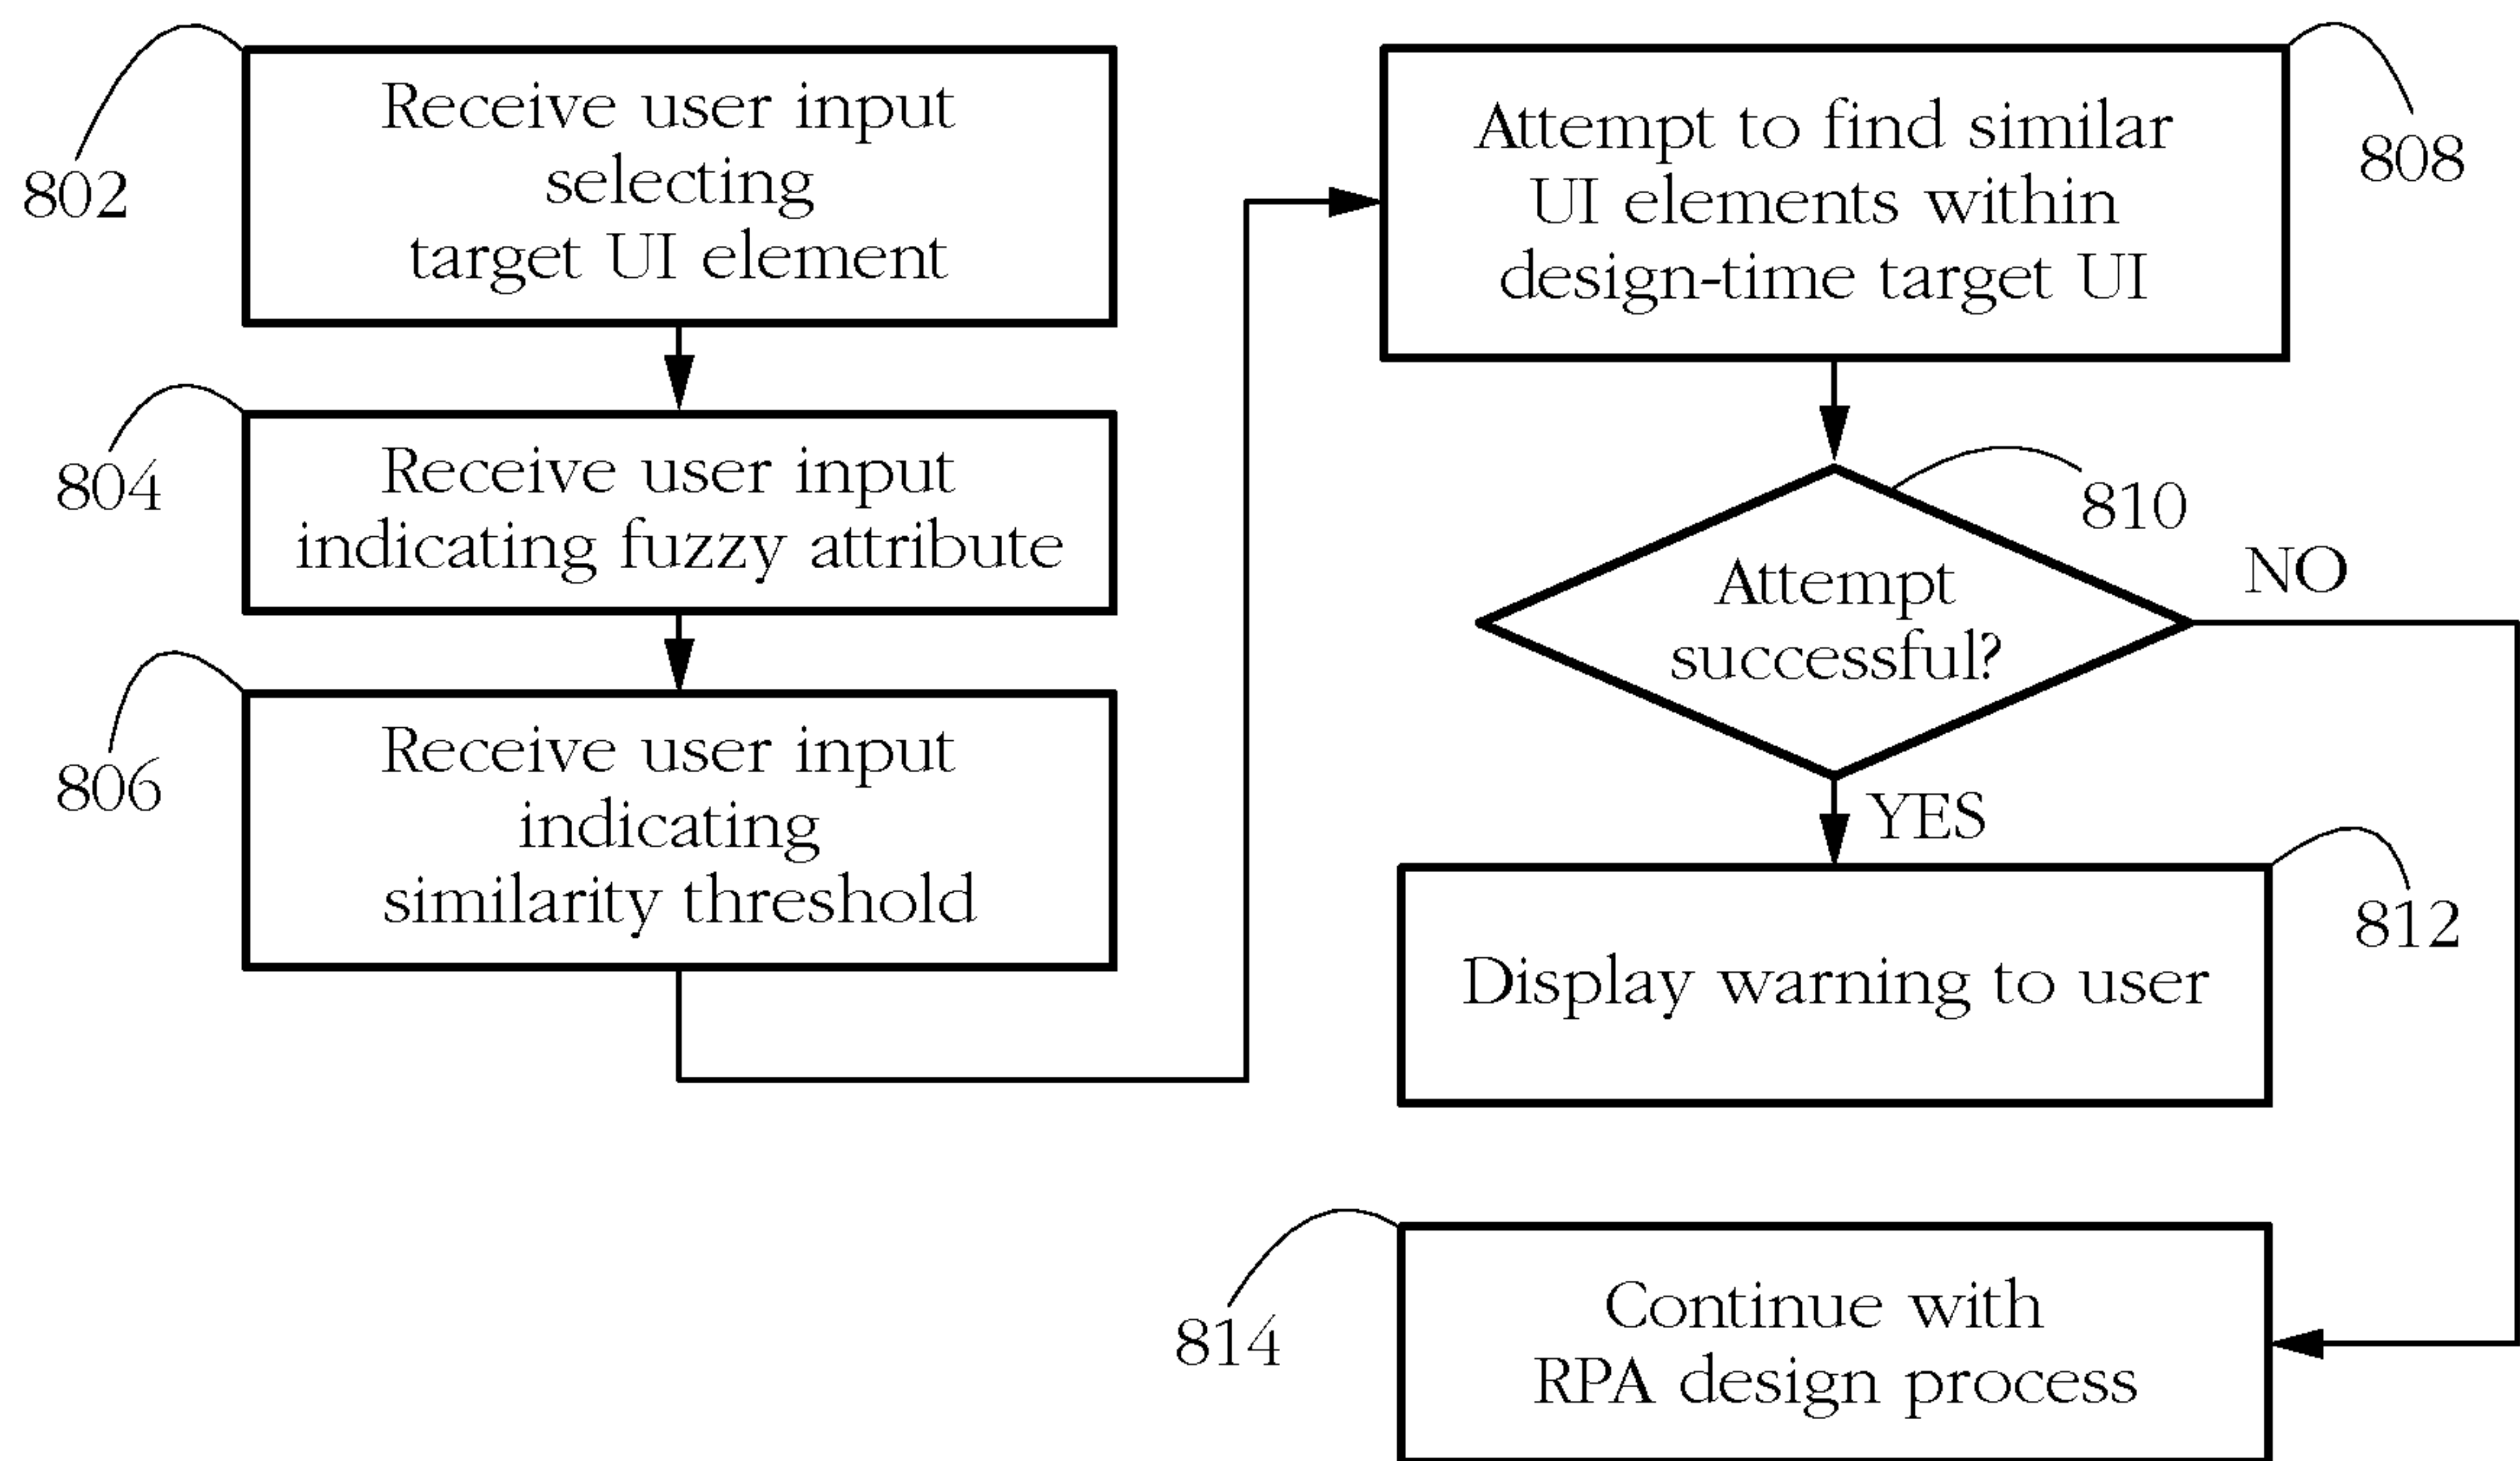 802
Receive user input
selecting
target UI element
804
Receive user input
indicating fuzzy attribute
806
Receive user input
indicating
similarity threshold
808
Attempt to find similar
UI elements within
design-time target UI
810
Attempt
successful?
NO
YES
812
Display warning to user
814
Continue with
RPA design process